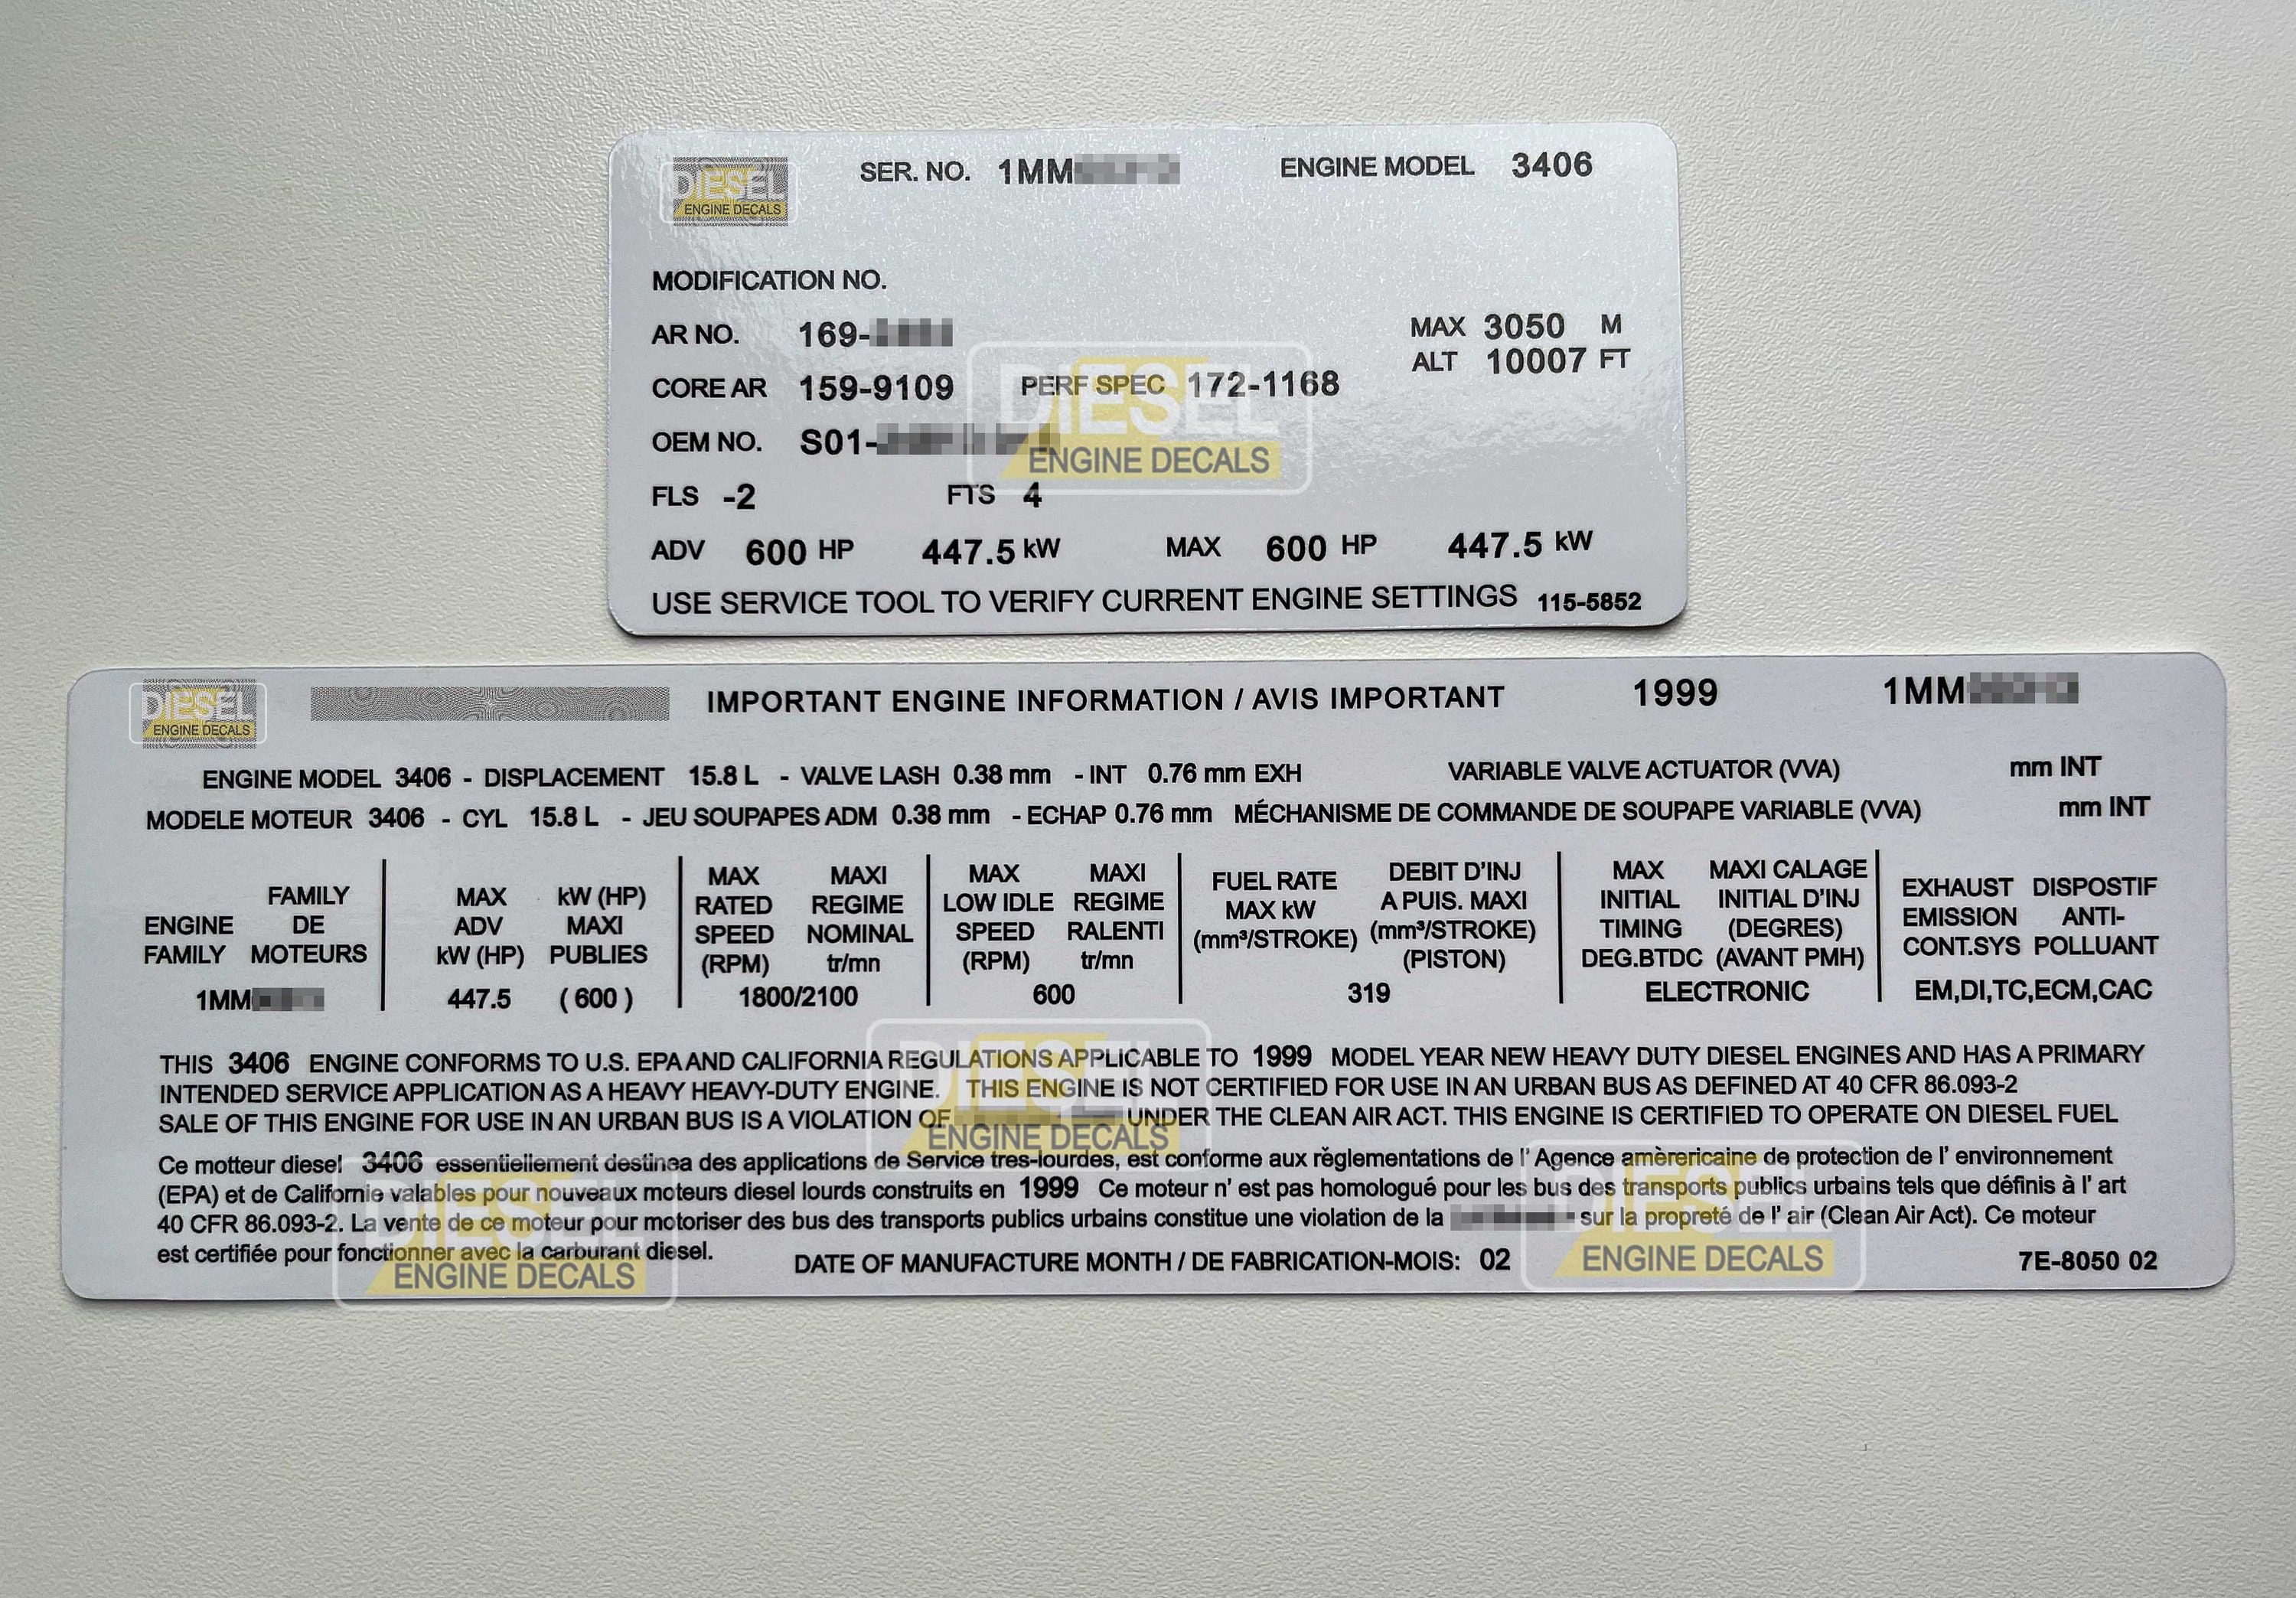 DIESEL
ENGINE DECALS
SER. NO. 1MM
ENGINE MODEL 3406
MODIFICATION NO.
AR NO. 169-
MAX 3050 M
ALT 10007 FT
CORE AR 159-9109 PERF SPEC 172-1168
DIESEL
ENGINE DECALS
OEM NO. S01-
FLS -2 FTS 4
ADV 600 HP 447.5 kW MAX 600 HP 447.5 kW
USE SERVICE TOOL TO VERIFY CURRENT ENGINE SETTINGS 115-5852
DIESEL
ENGINE DECALS
IMPORTANT ENGINE INFORMATION / AVIS IMPORTANT 1999 1MM
ENGINE MODEL 3406 - DISPLACEMENT 15.8 L - VALVE LASH 0.38 mm - INT 0.76 mm EXH VARIABLE VALVE ACTUATOR (VVA) mm INT
MODELE MOTEUR 3406 - CYL 15.8 L - JEU SOUPAPES ADM 0.38 mm - ECHAP 0.76 mm MÉCHANISME DE COMMANDE DE SOUPAPE VARIABLE (VVA) mm INT
ENGINE
FAMILY
FAMILY
DE
MOTEURS
1MM
MAX
ADV
kW (HP)
kW (HP)
MAXI
PUBLIES
447.5 ( 600 )
MAX
RATED
SPEED
(RPM)
MAXI
REGIME
NOMINAL
tr/mn
1800/2100
MAX
LOW IDLE
SPEED
(RPM)
MAXI
REGIME
RALENTI
tr/mn
600
FUEL RATE
MAX kW
(mm³/STROKE)
DEBIT D'INJ
A PUIS. MAXI
(mm³/STROKE)
(PISTON)
319
MAX
INITIAL
TIMING
DEG.BTDC
MAXI CALAGE
INITIAL D'INJ
(DEGRES)
(AVANT PMH)
ELECTRONIC
EXHAUST
EMISSION
CONT.SYS
DISPOSTIF
ANTI-
POLLUANT
EM,DI,TC,ECM,CAC
THIS 3406 ENGINE CONFORMS TO U.S. EPA AND CALIFORNIA REGULATIONS APPLICABLE TO 1999 MODEL YEAR NEW HEAVY DUTY DIESEL ENGINES AND HAS A PRIMARY
INTENDED SERVICE APPLICATION AS A HEAVY HEAVY-DUTY ENGINE. THIS ENGINE IS NOT CERTIFIED FOR USE IN AN URBAN BUS AS DEFINED AT 40 CFR 86.093-2
SALE OF THIS ENGINE FOR USE IN AN URBAN BUS IS A VIOLATION OF UNDER THE CLEAN AIR ACT. THIS ENGINE IS CERTIFIED TO OPERATE ON DIESEL FUEL
DIESEL
ENGINE DECALS
Ce motteur diesel 3406 essentiellement destinea des applications de Service tres-lourdes, est conforme aux rěglementations de l' Agence amèrericaine de protection de l' environnement
(EPA) et de Californie valables pour nouveaux moteurs diesel lourds construits en 1999 Ce moteur n' est pas homologué pour les bus des transports publics urbains tels que définis à l' art
40 CFR 86.093-2. La vente de ce moteur pour motoriser des bus des transports publics urbains constitue une violation de la sur la propreté de l' air (Clean Air Act). Ce moteur
est certifiée pour fonctionner avec la carburant diesel. DATE OF MANUFACTURE MONTH / DE FABRICATION-MOIS: 02 7E-8050 02
DIESEL
ENGINE DECALS
DIESEL
ENGINE DECALS